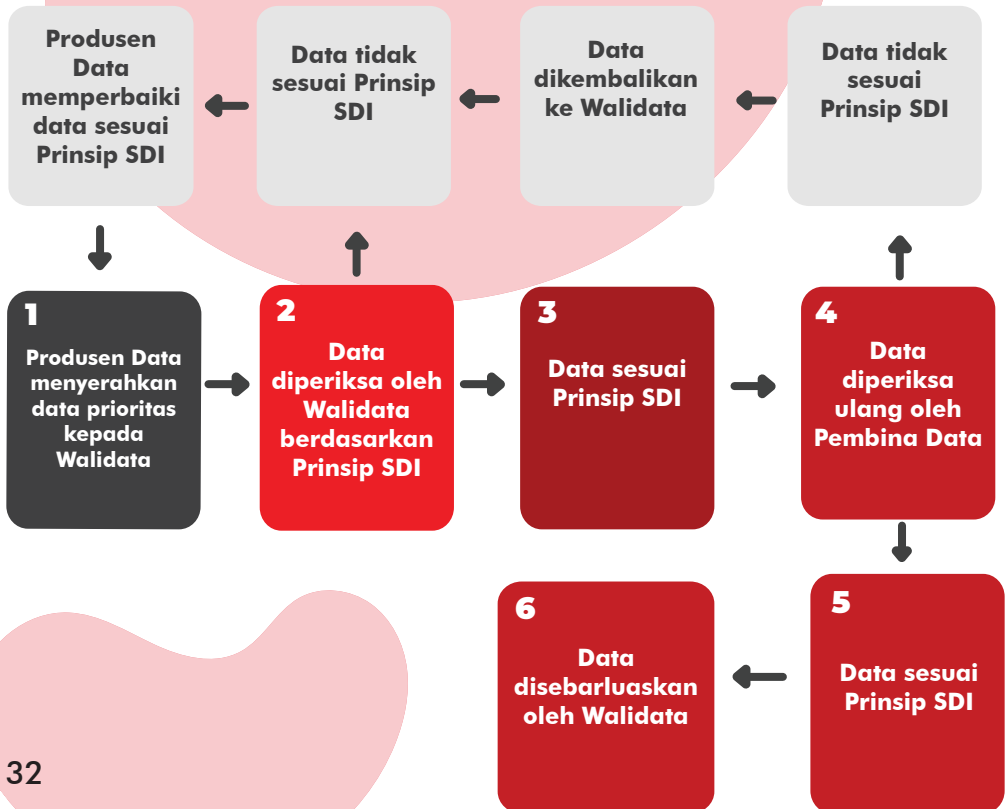 Produsen
Data
memperbaiki
data sesuai
Prinsip SDI
Data tidak
sesuai Prinsip
SDI
Data
dikembalikan
ke Walidata
Data tidak
sesuai
Prinsip SDI
1
Produsen Data
menyerahkan
data prioritas
kepada
Walidata
2
Data
diperiksa oleh
Walidata
berdasarkan
Prinsip SDI
3
Data sesuai
Prinsip SDI
4
Data
diperiksa
ulang oleh
Pembina Data
5
Data sesuai
Prinsip SDI
6
Data
disebarluaskan
oleh Walidata
32